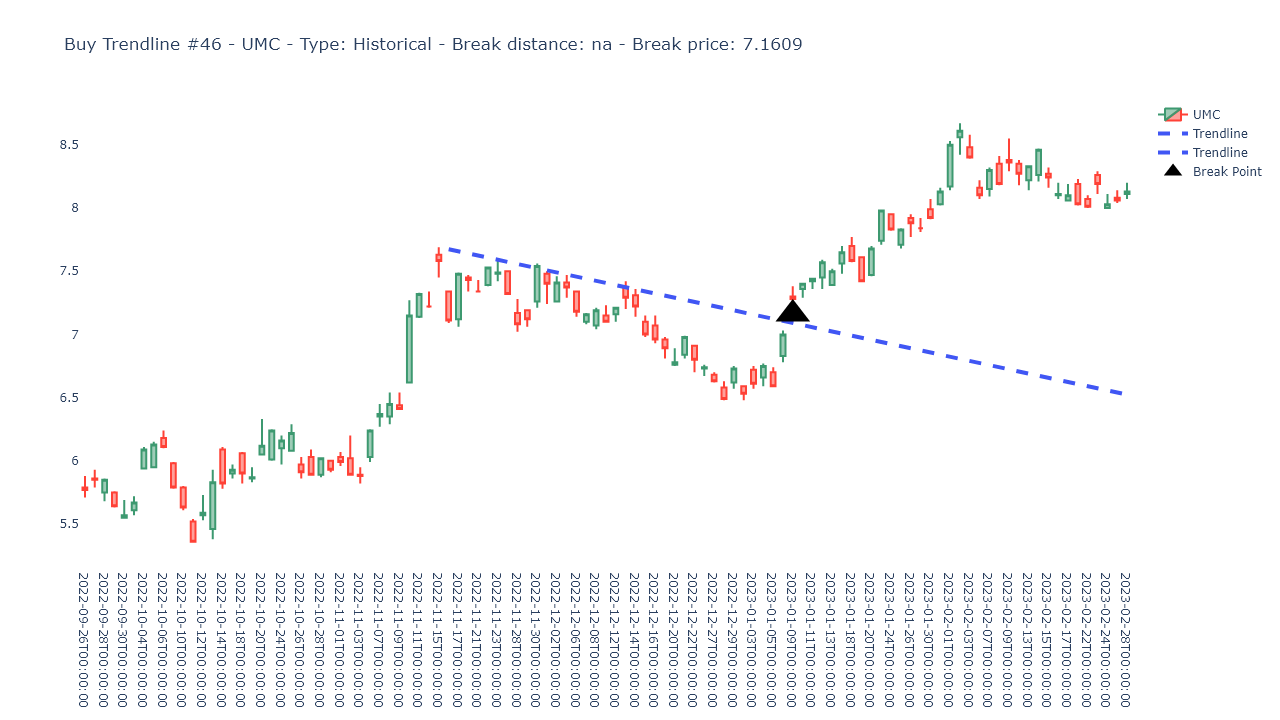 Buy Trendline #46 - UMC - Type: Historical - Break distance: na - Break price: 7.1609
UMC
Trendline
Trendline
Break Point
8.5
8
7.5
7
6.5
6
5.5
2022-09-26T00:00:00
2022-09-28T00:00:00
2022-09-30T00:00:00
2022-10-04T00:00:00
2022-10-06T00:00:00
2022-10-10T00:00:00
2022-10-12T00:00:00
2022-10-14T00:00:00
2022-10-18T00:00:00
2022-10-20T00:00:00
2022-10-24T00:00:00
2022-10-26T00:00:00
2022-10-28T00:00:00
2022-11-01T00:00:00
2022-11-03T00:00:00
2022-11-07T00:00:00
2022-11-09T00:00:00
2022-11-11T00:00:00
2022-11-15T00:00:00
2022-11-17T00:00:00
2022-11-21T00:00:00
2022-11-23T00:00:00
2022-11-28T00:00:00
2022-11-30T00:00:00
2022-12-02T00:00:00
2022-12-06T00:00:00
2022-12-08T00:00:00
2022-12-12T00:00:00
2022-12-14T00:00:00
2022-12-16T00:00:00
2022-12-20T00:00:00
2022-12-22T00:00:00
2022-12-27T00:00:00
2022-12-29T00:00:00
2023-01-03T00:00:00
2023-01-05T00:00:00
2023-01-09T00:00:00
2023-01-11T00:00:00
2023-01-13T00:00:00
2023-01-18T00:00:00
2023-01-20T00:00:00
2023-01-24T00:00:00
2023-01-26T00:00:00
2023-01-30T00:00:00
2023-02-01T00:00:00
2023-02-03T00:00:00
2023-02-07T00:00:00
2023-02-09T00:00:00
2023-02-13T00:00:00
2023-02-15T00:00:00
2023-02-17T00:00:00
2023-02-22T00:00:00
2023-02-24T00:00:00
2023-02-28T00:00:00